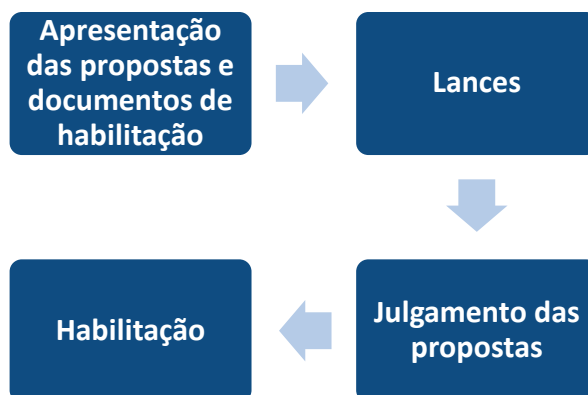 Apresentação
das propostas e
documentos de
habilitação
Lances
Julgamento das
propostas
Habilitação